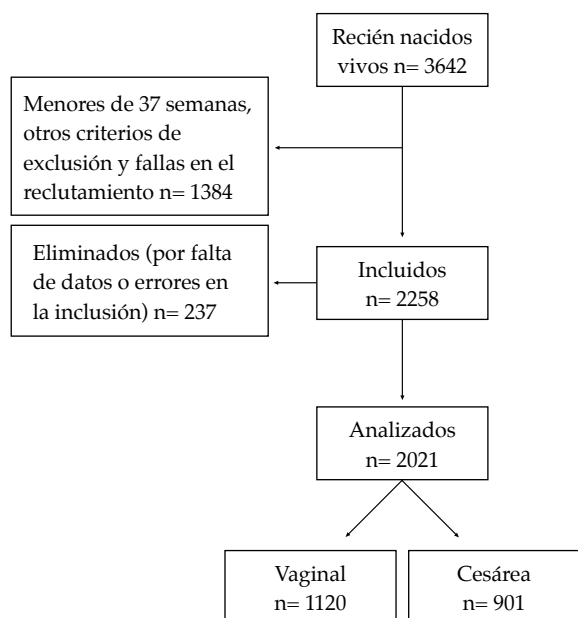 Recién nacidos
vivos n= 3642
Menores de 37 semanas,
otros criterios de
exclusión y fallas en el
reclutamiento n= 1384
Eliminados (por falta
de datos o errores en
la inclusión) n= 237
Incluidos
n= 2258
Analizados
n= 2021
Vaginal
n= 1120
Cesárea
n= 901